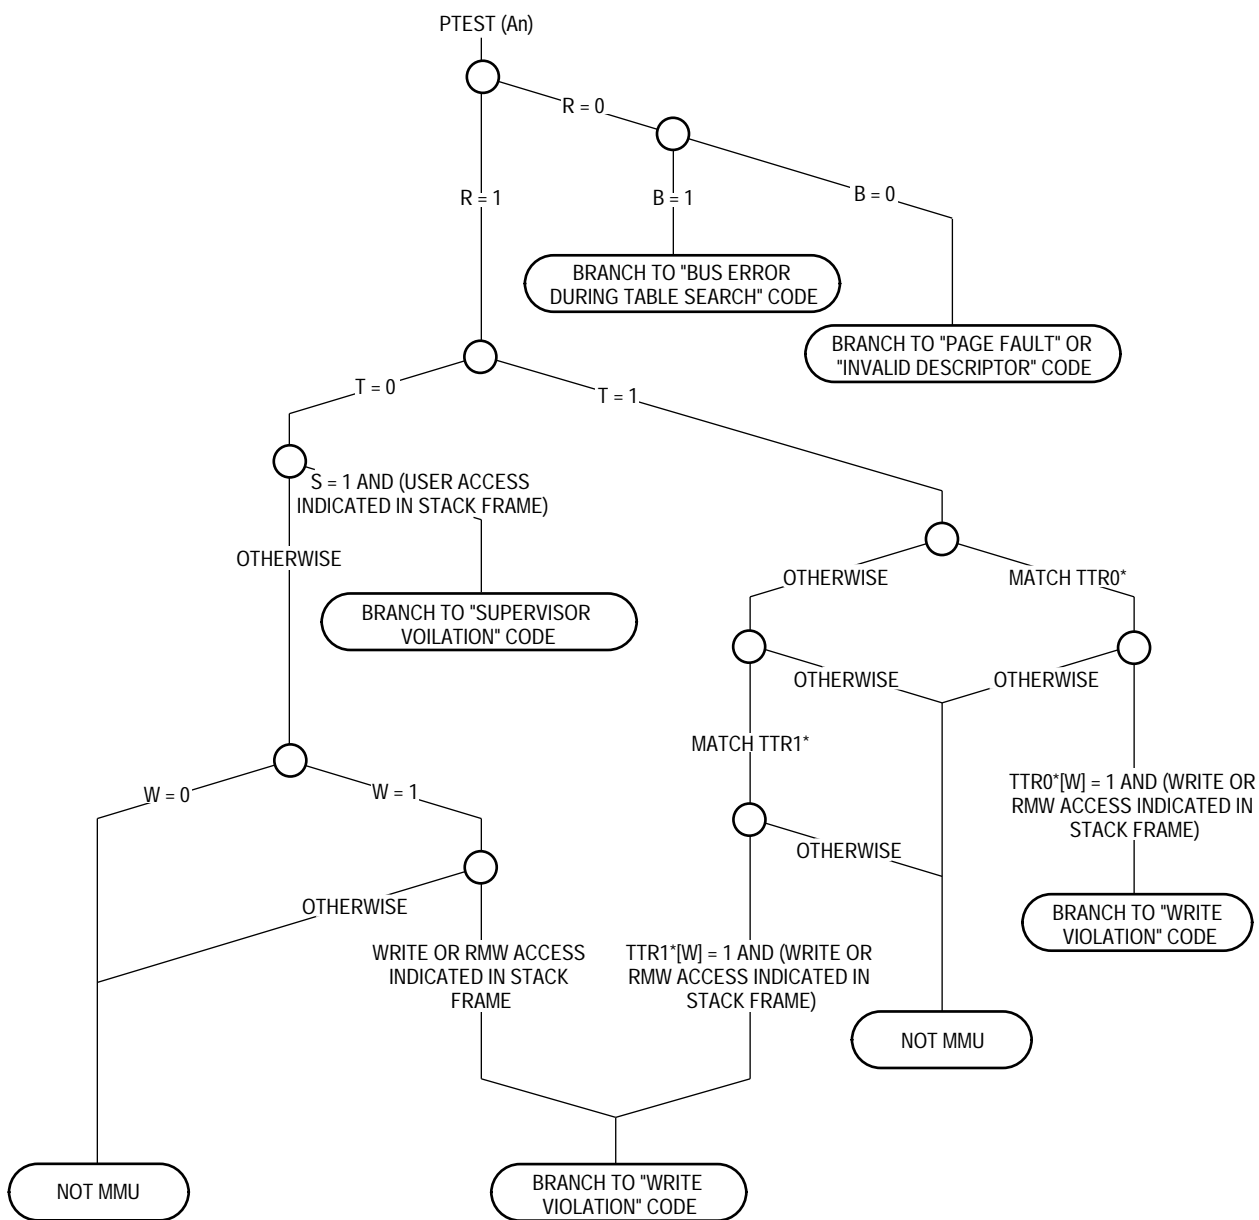 PTEST (An)
R = 0
R = 1
B = 1
B = 0
BRANCH TO "BUS ERROR
DURING TABLE SEARCH" CODE
BRANCH TO "PAGE FAULT" OR
"INVALID DESCRIPTOR" CODE
T = 0
T = 1
S = 1 AND (USER ACCESS
INDICATED IN STACK FRAME)
OTHERWISE
BRANCH TO "SUPERVISOR
VOILATION" CODE
OTHERWISE
MATCH TTR0*
OTHERWISE
OTHERWISE
MATCH TTR1*
W = 0
W = 1
TTR0*[W] = 1 AND (WRITE OR
RMW ACCESS INDICATED IN
STACK FRAME)
OTHERWISE
OTHERWISE
BRANCH TO "WRITE
VIOLATION" CODE
WRITE OR RMW ACCESS
INDICATED IN STACK
FRAME
TTR1*[W] = 1 AND (WRITE OR
RMW ACCESS INDICATED IN
STACK FRAME)
NOT MMU
NOT MMU
BRANCH TO "WRITE
VIOLATION" CODE